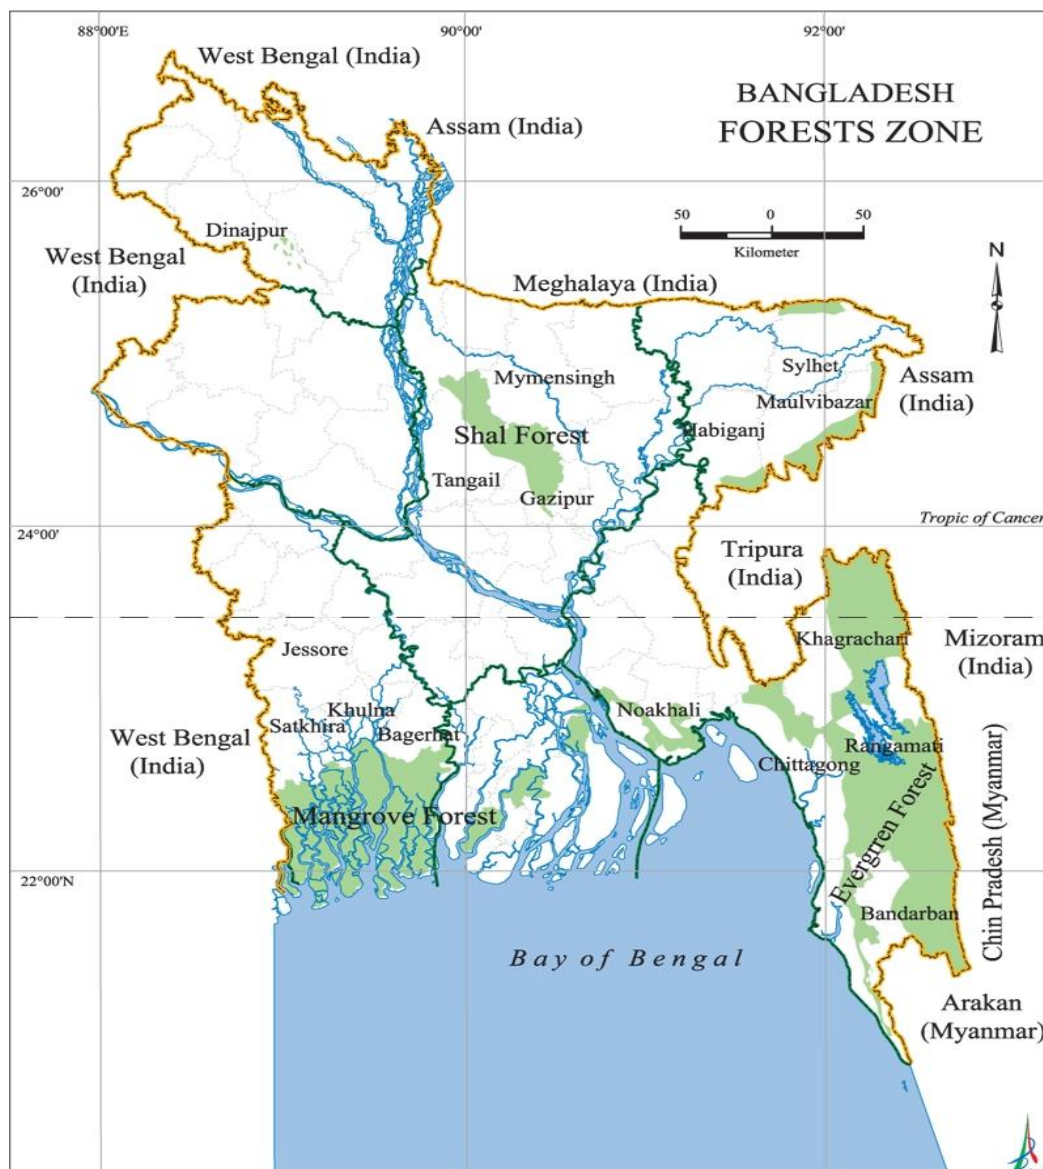 88°00'E
90°00'
92°00'
West Bengal (India)
BANGLADESH
FORESTS ZONE
Assam (India)
26°00'
50
0
50
Kilometer
N
Dinajpur
West Bengal
(India)
Meghalaya (India)
Sylhet
Mymensingh
Maulvibazar
Assam
(India)
Habiganj
Shal Forest
Tangail
Gazipur
Tropic of Cancer
24°00'
Tripura
(India)
Khagrachari
Mizoram
(India)
Jessore
Khulna
Satkhira
Bagerhat
Noakhali
West Bengal
(India)
Rangamati
Chittagong
Mangrove Forest
Evergrren Forest
Chin Pradesh (Myanmar)
22°00'N
Bandarban
Bay of Bengal
Arakan
(Myanmar)